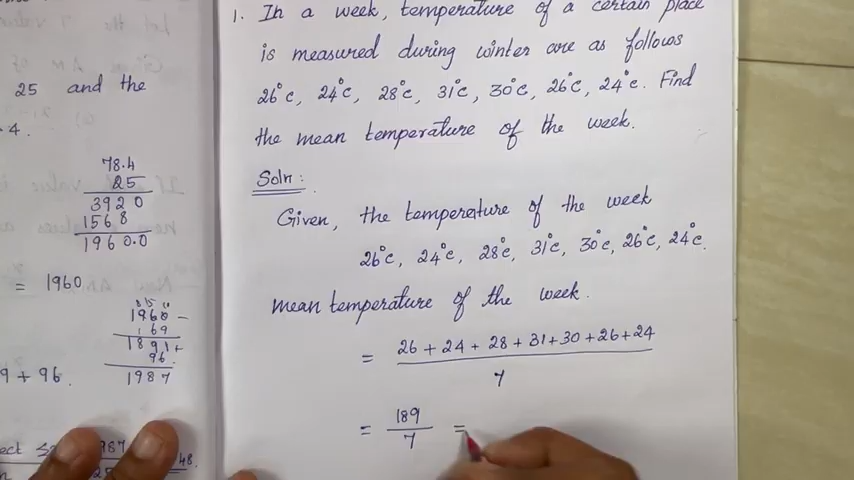 25 and the
4.
78.4
25
3920
1568
1960.0
= 1960
1960 -
169
1891+
96
1987
9 + 96.
1. In a week, temperature of a certain place
is measured during winter are as follows
26°c, 24°c, 28°c, 31°c, 30°c, 26°c, 24°c. Find
the mean temperature of the week.
Soln:
Given, the temperature of the week
26°c, 24°c, 28°c, 31°c, 30°c, 26°c, 24°c.
mean temperature of the week.
= 26 + 24 + 28 + 31 + 30 + 26 + 24
7
= 189 =
7